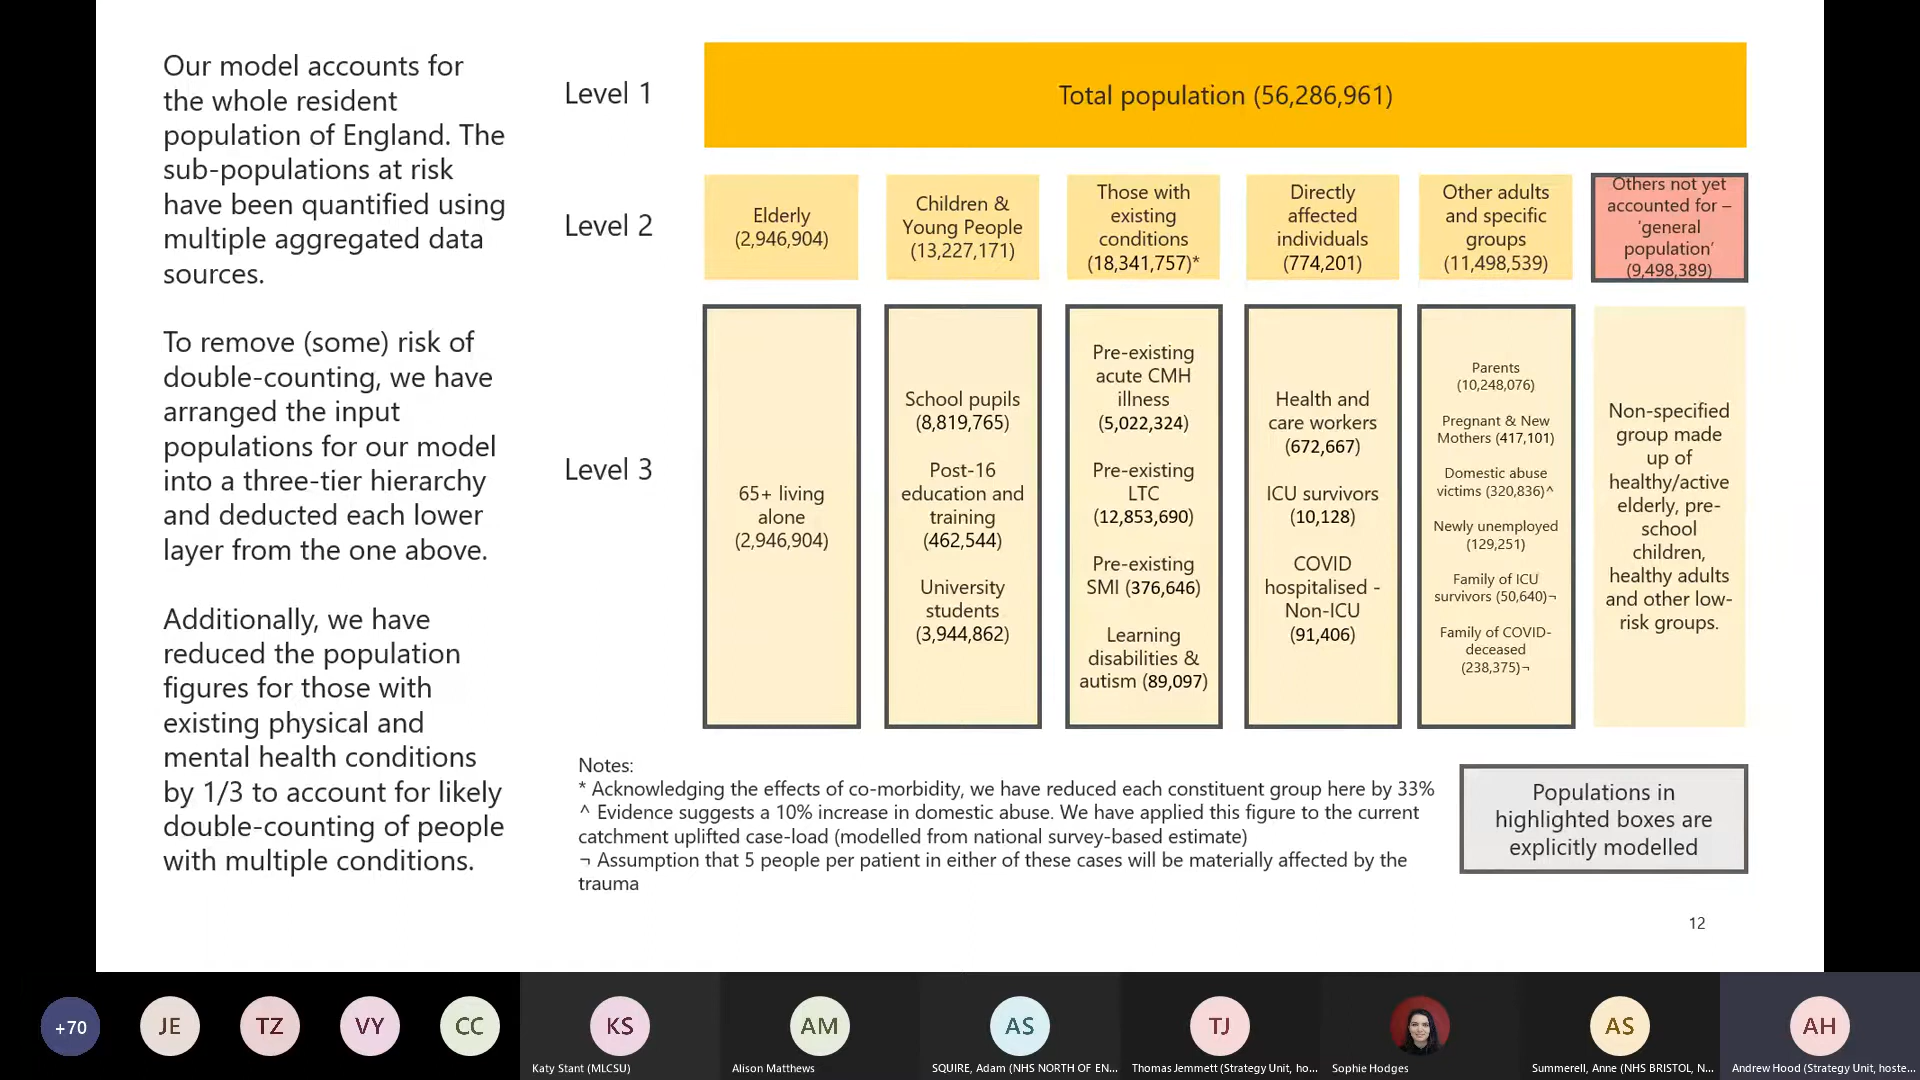 Our model accounts for
the whole resident
population of England. The
sub-populations at risk
have been quantified using
multiple aggregated data
sources.
To remove (some) risk of
double-counting, we have
arranged the input
populations for our model
into a three-tier hierarchy
and deducted each lower
layer from the one above.
Additionally, we have
reduced the population
figures for those with
existing physical and
mental health conditions
by 1/3 to account for likely
double-counting of people
with multiple conditions.
Level 1
Total population (56,286,961)
Level 2
Elderly
(2,946,904)
Children &
Young People
(13,227,171)
Those with
existing
conditions
(18,341,757)*
Directly
affected
individuals
(774,201)
Other adults
and specific
groups
(11,498,539)
Others not yet
accounted for –
'general
population'
(9,498,389)
Level 3
65+ living
alone
(2,946,904)
School pupils
(8,819,765)
Post-16
education and
training
(462,544)
University
students
(3,944,862)
Pre-existing
acute CMH
illness
(5,022,324)
Pre-existing
LTC
(12,853,690)
Pre-existing
SMI (376,646)
Learning
disabilities &
autism (89,097)
Health and
care workers
(672,667)
ICU survivors
(10,128)
COVID
hospitalised -
Non-ICU
(91,406)
Parents
(10,248,076)
Pregnant & New
Mothers (417,101)
Domestic abuse
victims (320,836)^
Newly unemployed
(129,251)
Family of ICU
survivors (50,640)¬
Family of COVID-
deceased
(238,375)¬
Non-specified
group made
up of
healthy/active
elderly, pre-
school
children,
healthy adults
and other low-
risk groups.
Notes:
* Acknowledging the effects of co-morbidity, we have reduced each constituent group here by 33%
^ Evidence suggests a 10% increase in domestic abuse. We have applied this figure to the current
catchment uplifted case-load (modelled from national survey-based estimate)
¬ Assumption that 5 people per patient in either of these cases will be materially affected by the
trauma
Populations in
highlighted boxes are
explicitly modelled
12
+70
JE
TZ
VY
CC
KS
AM
AS
TJ
AS
AH
Katy Stant (MLCSU)
Alison Matthews
SQUIRE, Adam (NHS NORTH OF EN...
Thomas Jemmett (Strategy Unit, ho...
Sophie Hodges
Summerell, Anne (NHS BRISTOL, N...
Andrew Hood (Strategy Unit, hoste...